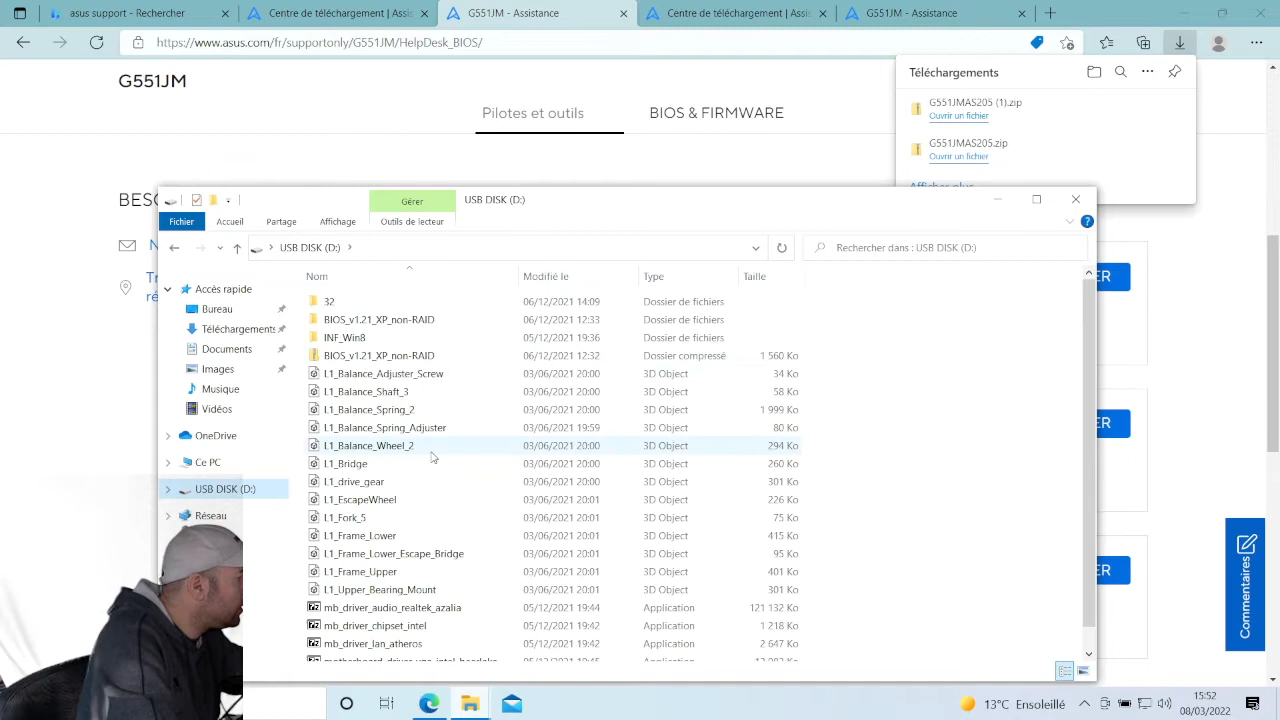 ajouter support
G551JM - Assistance
Centre de téléchargement | Assis
G551JM - Assistance
Centre de téléchargement | Assis
G551JM - Assistance
https://www.asus.com/fr/supportonly/G551JM/HelpDesk_BIOS/
G551JM
Pilotes et outils
BIOS & FIRMWARE
Téléchargements
G551JMAS205 (1).zip
Ouvrir un fichier
G551JMAS205.zip
Ouvrir un fichier
Afficher plus
BESO
N
Tr
ré
Gérer
USB DISK (D:)
Fichier
Accueil
Partage
Affichage
Outils de lecteur
USB DISK (D:)
Rechercher dans : USB DISK (D:)
Nom
Modifié le
Type
Taille
Accès rapide
Bureau
Téléchargements
Documents
Images
Musique
Vidéos
OneDrive
Ce PC
USB DISK (D:)
Réseau
32 06/12/2021 14:09 Dossier de fichiers
BIOS_v1.21_XP_non-RAID 06/12/2021 12:33 Dossier de fichiers
INF_Win8 05/12/2021 19:36 Dossier de fichiers
BIOS_v1.21_XP_non-RAID 06/12/2021 12:32 Dossier compressé 1 560 Ko
L1_Balance_Adjuster_Screw 03/06/2021 20:00 3D Object 34 Ko
L1_Balance_Shaft_3 03/06/2021 20:00 3D Object 58 Ko
L1_Balance_Spring_2 03/06/2021 20:00 3D Object 1 999 Ko
L1_Balance_Spring_Adjuster 03/06/2021 19:59 3D Object 80 Ko
L1_Balance_Wheel_2 03/06/2021 20:00 3D Object 294 Ko
L1_Bridge 03/06/2021 20:00 3D Object 260 Ko
L1_drive_gear 03/06/2021 20:00 3D Object 301 Ko
L1_EscapeWheel 03/06/2021 20:01 3D Object 226 Ko
L1_Fork_5 03/06/2021 20:01 3D Object 75 Ko
L1_Frame_Lower 03/06/2021 20:01 3D Object 415 Ko
L1_Frame_Lower_Escape_Bridge 03/06/2021 20:01 3D Object 95 Ko
L1_Frame_Upper 03/06/2021 20:01 3D Object 401 Ko
L1_Upper_Bearing_Mount 03/06/2021 20:01 3D Object 301 Ko
mb_driver_audio_realtek_azalia 05/12/2021 19:44 Application 121 132 Ko
mb_driver_chipset_intel 05/12/2021 19:42 Application 1 218 Ko
mb_driver_lan_atheros 05/12/2021 19:42 Application 2 647 Ko
ER
ER
ER
Commentaires
13°C Ensoleillé
15:52
08/03/2022